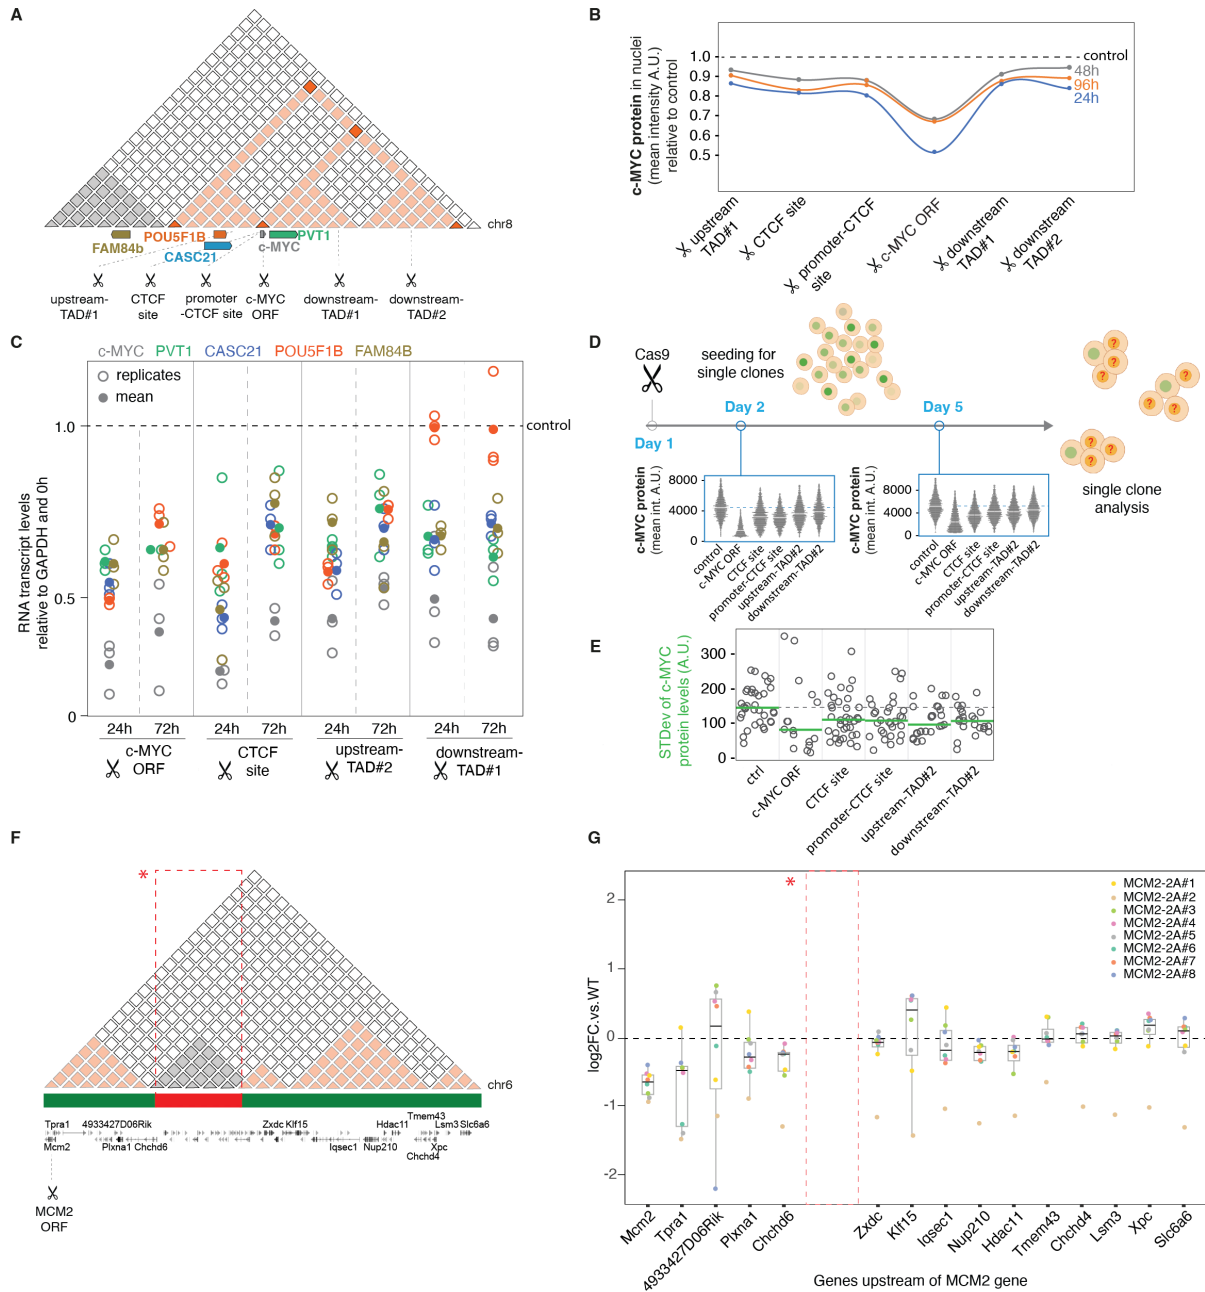 A
chr8
FAM84b
POU5F1B
CASC21
c-MYC
PVT1
upstream-
TAD#1
CTCF
site
promoter
-CTCF site
c-MYC
ORF
downstream-
TAD#1
downstream-
TAD#2
B
c-MYC protein in nuclei
(mean intensity A.U.)
relative to control
1.0
0.9
0.8
0.7
0.6
0.5
control
48h
96h
24h
upstream
TAD#1
CTCF site
promoter-CTCF
site
c-MYC ORF
downstream
TAD#1
downstream
TAD#2
C
c-MYC PVT1 CASC21 POU5F1B FAM84B
replicates
mean
control
RNA transcript levels
relative to GAPDH and 0h
1.0
0.5
0
24h 72h 24h 72h 24h 72h 24h 72h
c-MYC
ORF
CTCF
site
upstream-
TAD#2
downstream-
TAD#1
D
Cas9
seeding for
single clones
Day 1
Day 2
Day 5
single clone
analysis
? ? ? ? ? ? ? ? ?
c-MYC protein
(mean int. A.U.)
8000
4000
0
control
c-MYC ORF
CTCF site
promoter-CTCF site
upstream-TAD#2
downstream-TAD#2
c-MYC protein
(mean int. A.U.)
8000
4000
0
control
c-MYC ORF
CTCF site
promoter-CTCF site
upstream-TAD#2
downstream-TAD#2
E
STDev of c-MYC
protein levels (A.U.)
300
200
100
0
ctrl
c-MYC ORF
CTCF site
promoter-CTCF site
upstream-TAD#2
downstream-TAD#2
F
*
chr6
Tpra1 4933427D06Rik Zxdc Klf15 Hdac11 Tmem43 Lsm3 Slc6a6
Mcm2 Plxna1 Chchd6 Iqsec1 Nup210 Chchd4 Xpc
MCM2
ORF
G
*
log2FC.vs.WT
2
1
0
-1
-2
MCM2-2A#1
MCM2-2A#2
MCM2-2A#3
MCM2-2A#4
MCM2-2A#5
MCM2-2A#6
MCM2-2A#7
MCM2-2A#8
Mcm2
Tpra1
4933427D06Rik
Plxna1
Chchd6
Zxdc
Klf15
Iqsec1
Nup210
Hdac11
Tmem43
Chchd4
Lsm3
Xpc
Slc6a6
Genes upstream of MCM2 gene